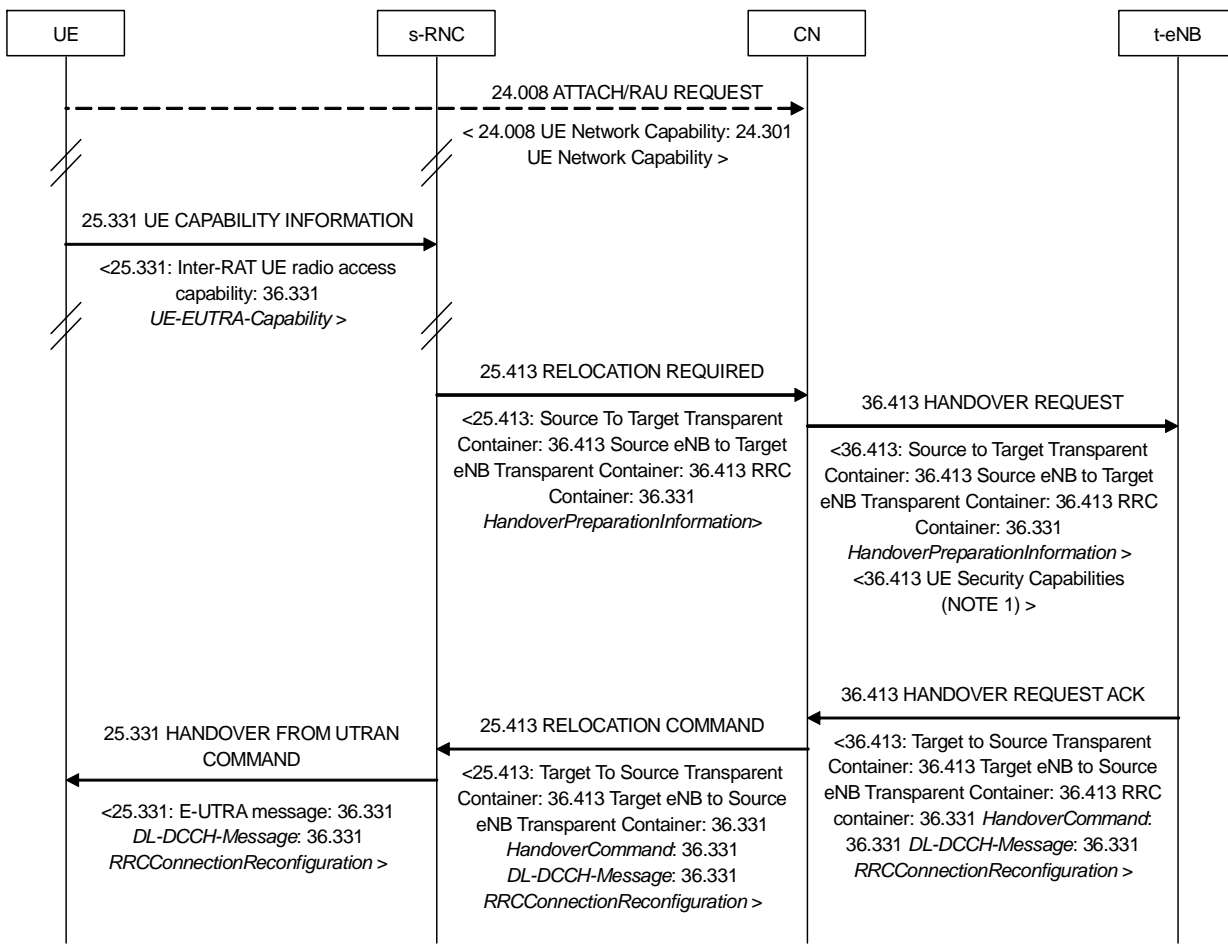 UE
s-RNC
CN
t-eNB
24.008 ATTACH/RAU REQUEST
< 24.008 UE Network Capability: 24.301
UE Network Capability >
25.331 UE CAPABILITY INFORMATION
<25.331: Inter-RAT UE radio access
capability: 36.331
UE-EUTRA-Capability >
25.413 RELOCATION REQUIRED
<25.413: Source To Target Transparent
Container: 36.413 Source eNB to Target
eNB Transparent Container: 36.413 RRC
Container: 36.331
HandoverPreparationInformation>
36.413 HANDOVER REQUEST
<36.413: Source to Target Transparent
Container: 36.413 Source eNB to Target
eNB Transparent Container: 36.413 RRC
Container: 36.331
HandoverPreparationInformation >
<36.413 UE Security Capabilities
(NOTE 1) >
36.413 HANDOVER REQUEST ACK
<36.413: Target to Source Transparent
Container: 36.413 Target eNB to Source
eNB Transparent Container: 36.413 RRC
container: 36.331 HandoverCommand:
36.331 DL-DCCH-Message: 36.331
RRCConnectionReconfiguration >
25.413 RELOCATION COMMAND
<25.413: Target To Source Transparent
Container: 36.413 Target eNB to Source
eNB Transparent Container: 36.331
HandoverCommand: 36.331
DL-DCCH-Message: 36.331
RRCConnectionReconfiguration >
25.331 HANDOVER FROM UTRAN
COMMAND
<25.331: E-UTRA message: 36.331
DL-DCCH-Message: 36.331
RRCConnectionReconfiguration >